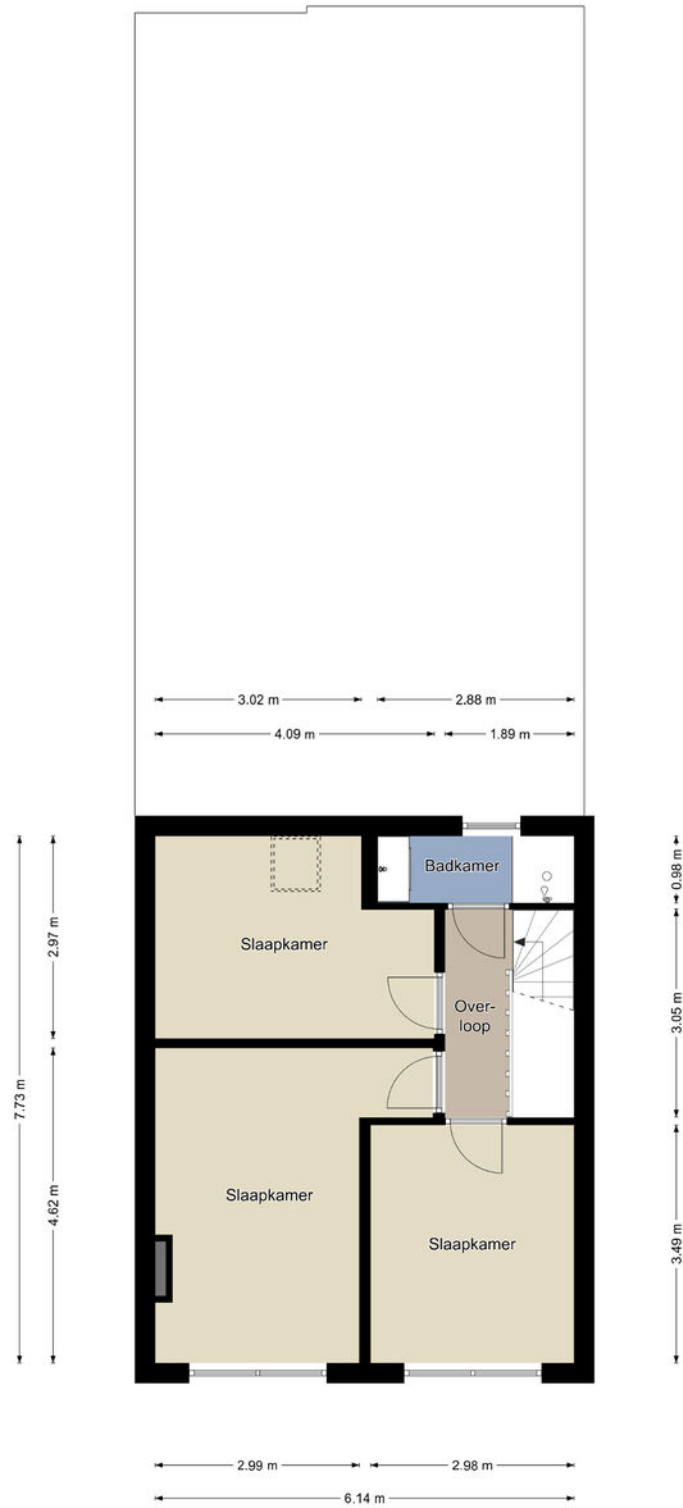 3.02 m
2.88 m
4.09 m
1.89 m
Badkamer
0.98 m
Slaapkamer
2.97 m
Over-
loop
3.05 m
7.73 m
Slaapkamer
4.62 m
Slaapkamer
3.49 m
2.99 m
2.98 m
6.14 m